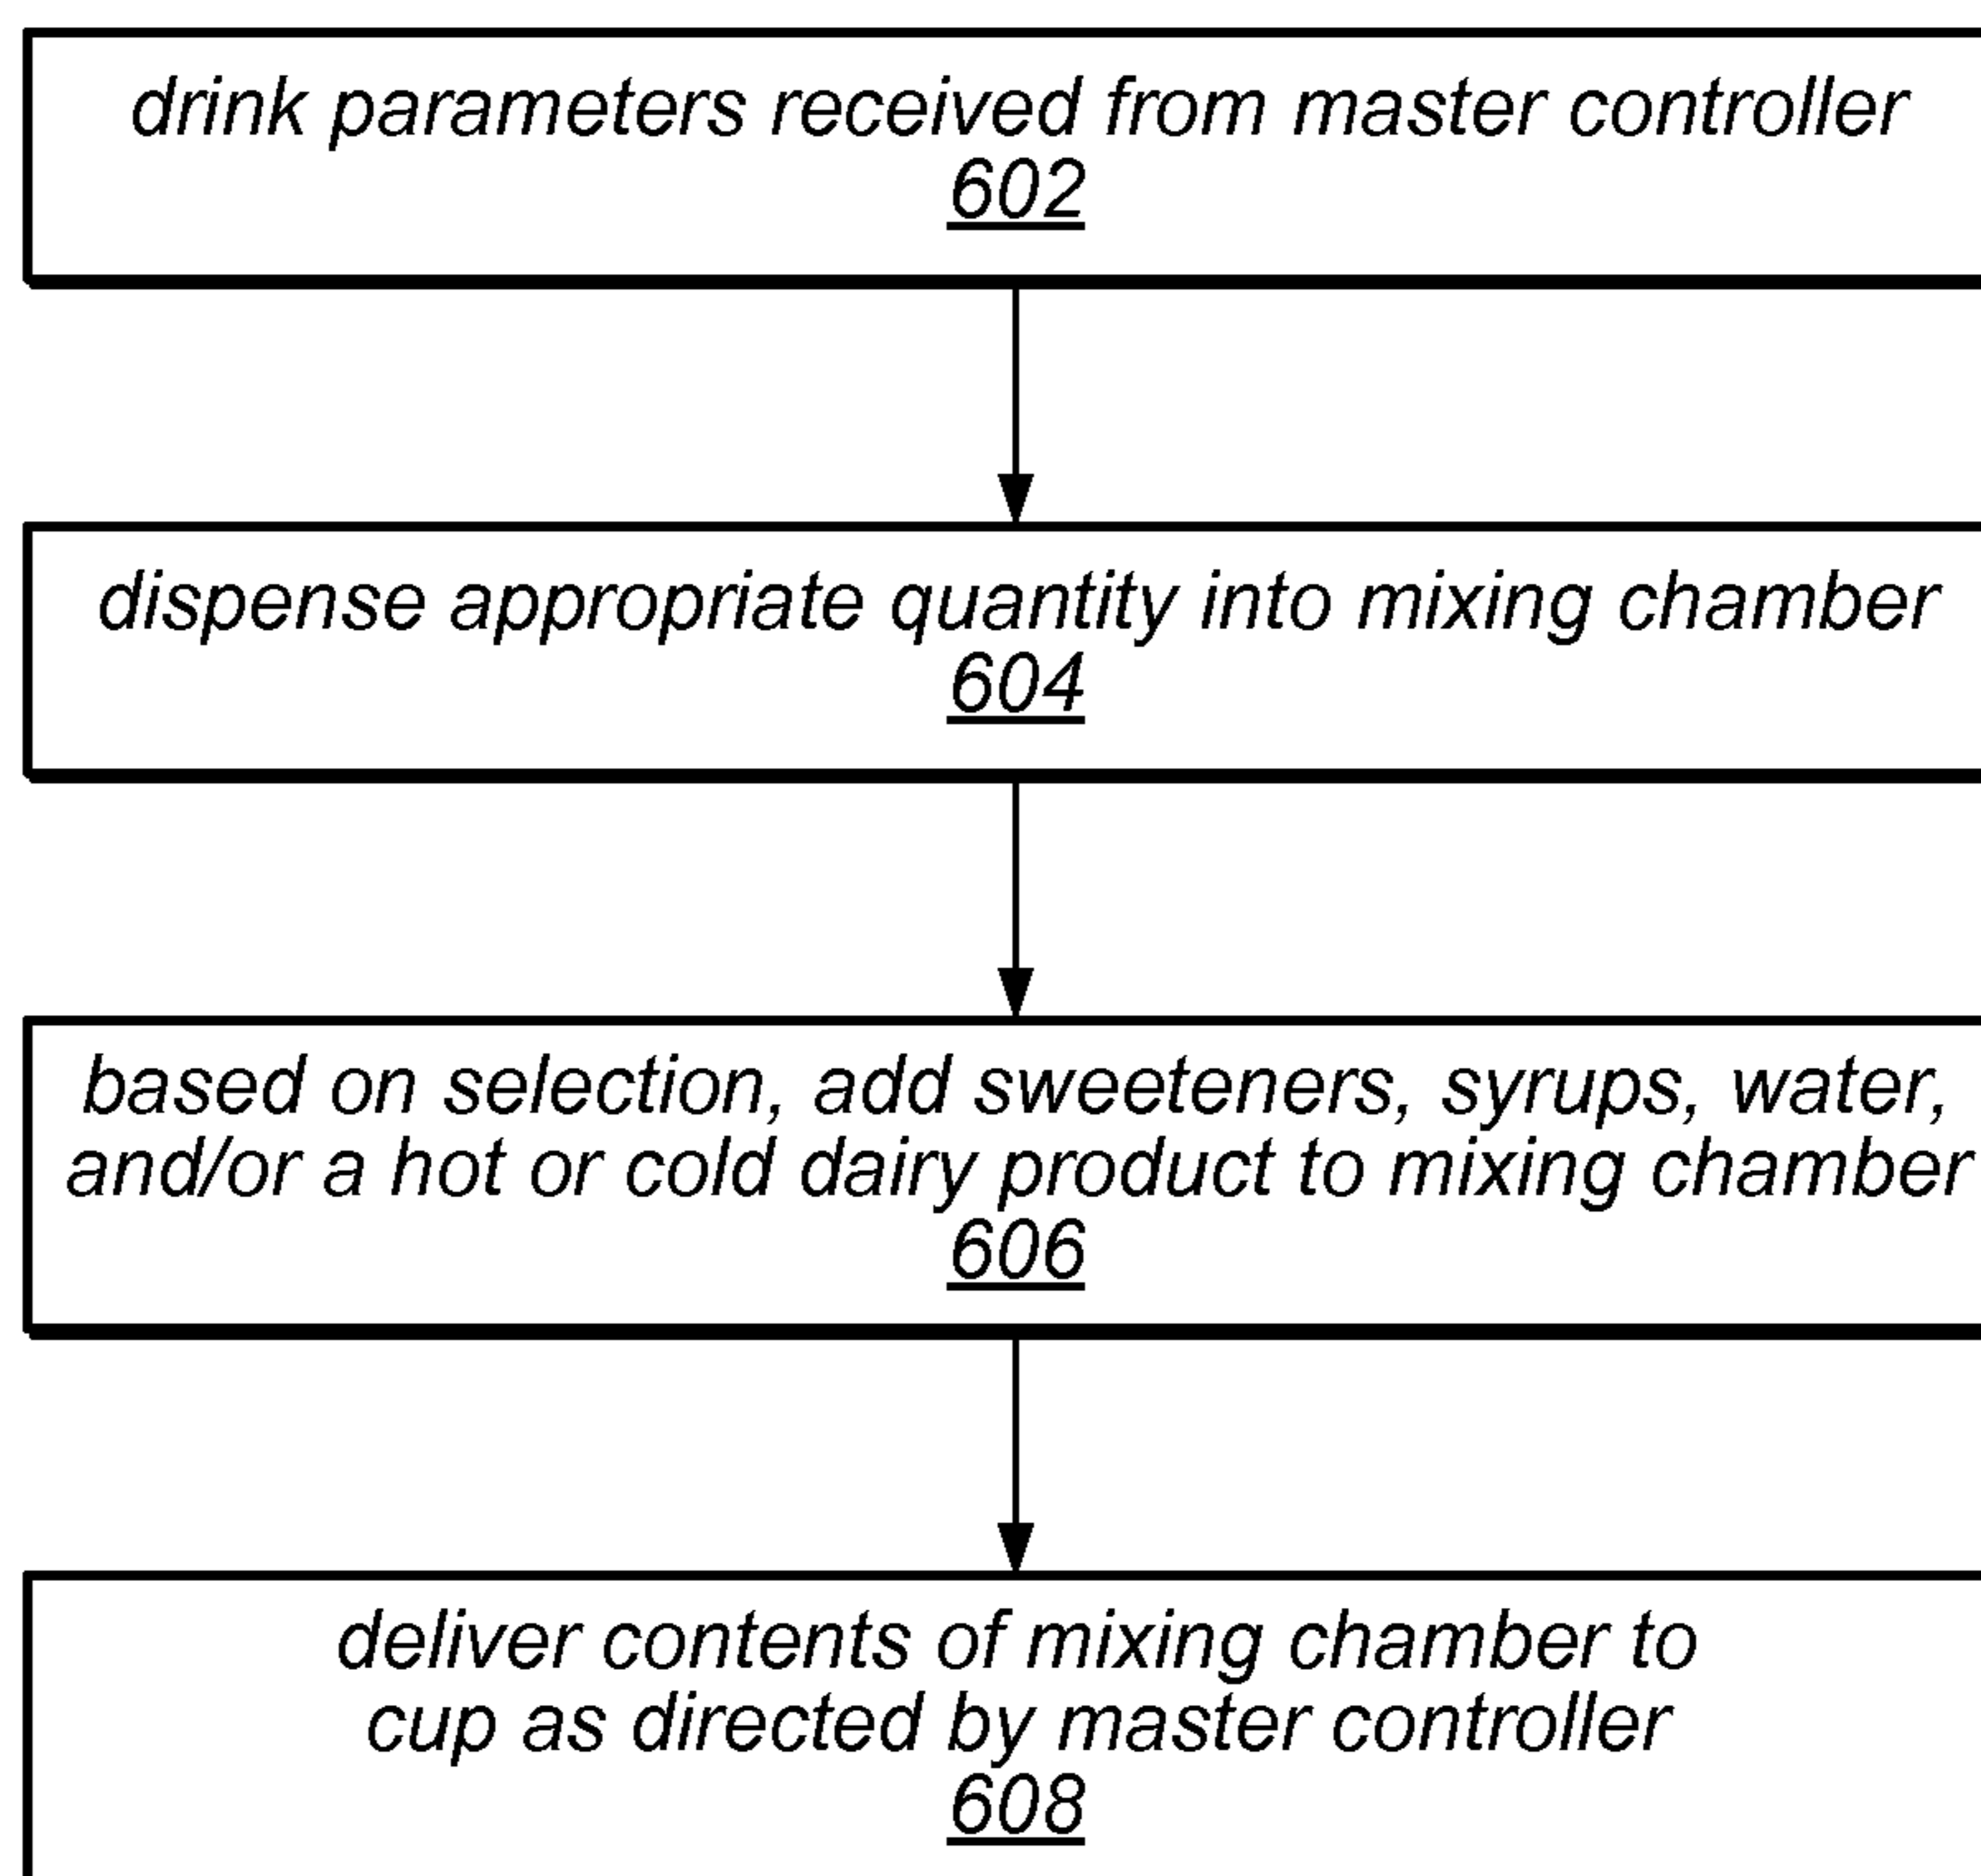 drink parameters received from master controller
602
dispense appropriate quantity into mixing chamber
604
based on selection, add sweeteners, syrups, water,
and/or a hot or cold dairy product to mixing chamber
606
deliver contents of mixing chamber to
cup as directed by master controller
608